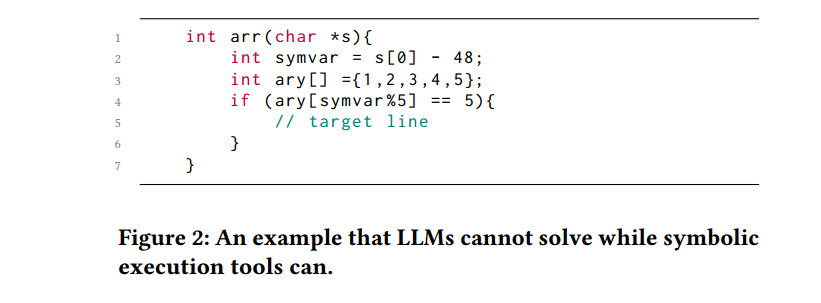 1 int arr(char *s){
2 int symvar = s[0] - 48;
3 int ary[] ={1,2,3,4,5};
4 if (ary[symvar%5] == 5){
5 // target line
6 }
7 }
Figure 2: An example that LLMs cannot solve while symbolic
execution tools can.